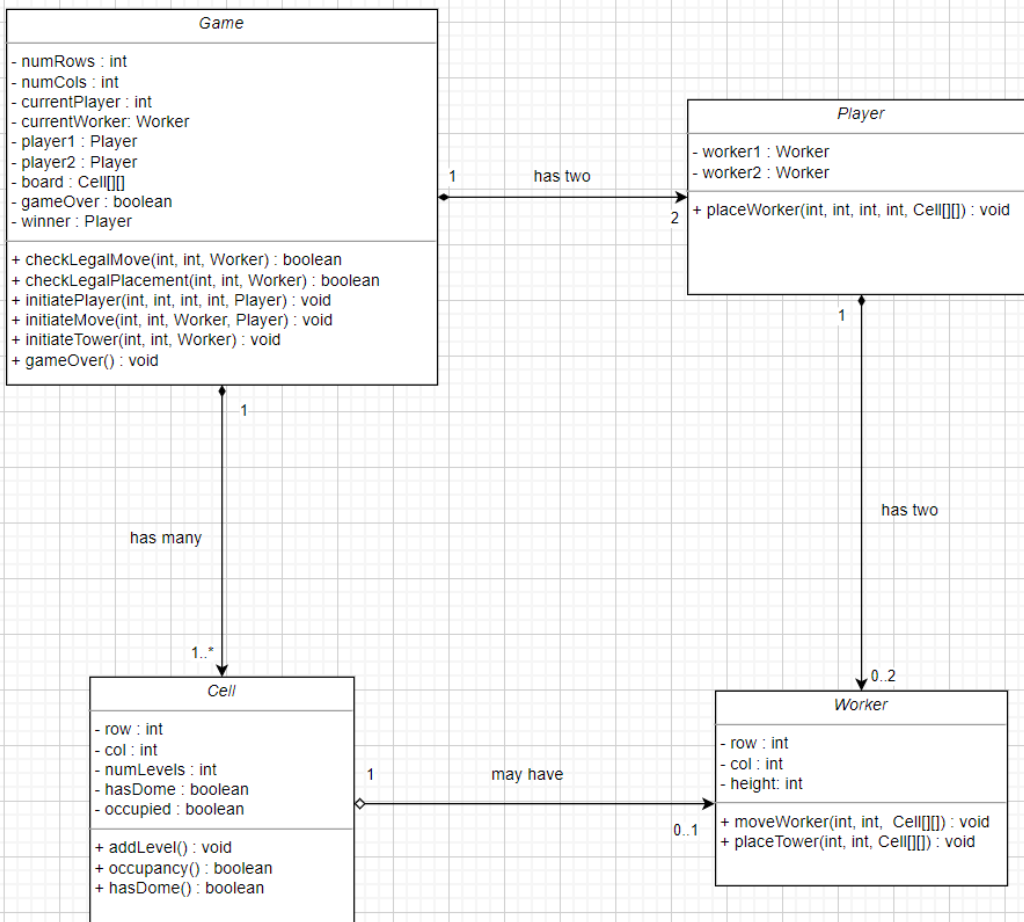 Game
- numRows : int
- numCols : int
- currentPlayer : int
- currentWorker: Worker
- player1 : Player
- player2 : Player
- board : Cell[][]
- gameOver : boolean
- winner : Player
+ checkLegalMove(int, int, Worker) : boolean
+ checkLegalPlacement(int, int, Worker) : boolean
+ initiatePlayer(int, int, int, int, Player) : void
+ initiateMove(int, int, Worker, Player) : void
+ initiateTower(int, int, Worker) : void
+ gameOver() : void
1
has two
2
Player
- worker1 : Worker
- worker2 : Worker
+ placeWorker(int, int, int, int, Cell[][]) : void
1
has many
1..*
1
has two
0..2
Cell
- row : int
- col : int
- numLevels : int
- hasDome : boolean
- occupied : boolean
+ addLevel() : void
+ occupancy() : boolean
+ hasDome() : boolean
1
may have
0..1
Worker
- row : int
- col : int
- height: int
+ moveWorker(int, int,  Cell[][]) : void
+ placeTower(int, int, Cell[][]) : void